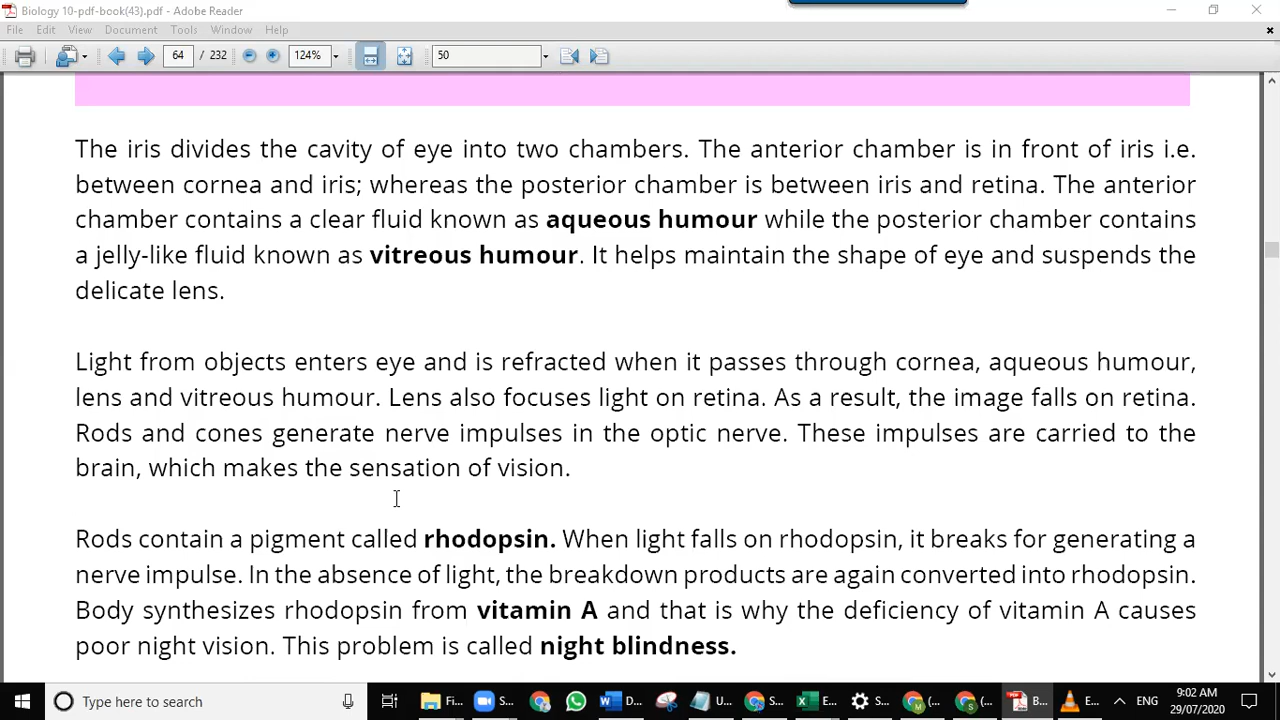 Biology 10-pdf-book(43).pdf - Adobe Reader
File Edit View Document Tools Window Help
64 / 232 124% 50
The iris divides the cavity of eye into two chambers. The anterior chamber is in front of iris i.e.
between cornea and iris; whereas the posterior chamber is between iris and retina. The anterior
chamber contains a clear fluid known as aqueous humour while the posterior chamber contains
a jelly-like fluid known as vitreous humour. It helps maintain the shape of eye and suspends the
delicate lens.
Light from objects enters eye and is refracted when it passes through cornea, aqueous humour,
lens and vitreous humour. Lens also focuses light on retina. As a result, the image falls on retina.
Rods and cones generate nerve impulses in the optic nerve. These impulses are carried to the
brain, which makes the sensation of vision.
Rods contain a pigment called rhodopsin. When light falls on rhodopsin, it breaks for generating a
nerve impulse. In the absence of light, the breakdown products are again converted into rhodopsin.
Body synthesizes rhodopsin from vitamin A and that is why the deficiency of vitamin A causes
poor night vision. This problem is called night blindness.
Type here to search Fi... S... D... U... S... E... S... (... (... B... E... ENG 9:02 AM
29/07/2020